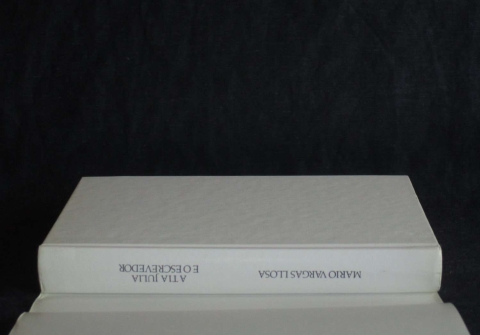 MARIO VARGAS LLOSA
A TIA JULIA
E O ESCREVEDOR